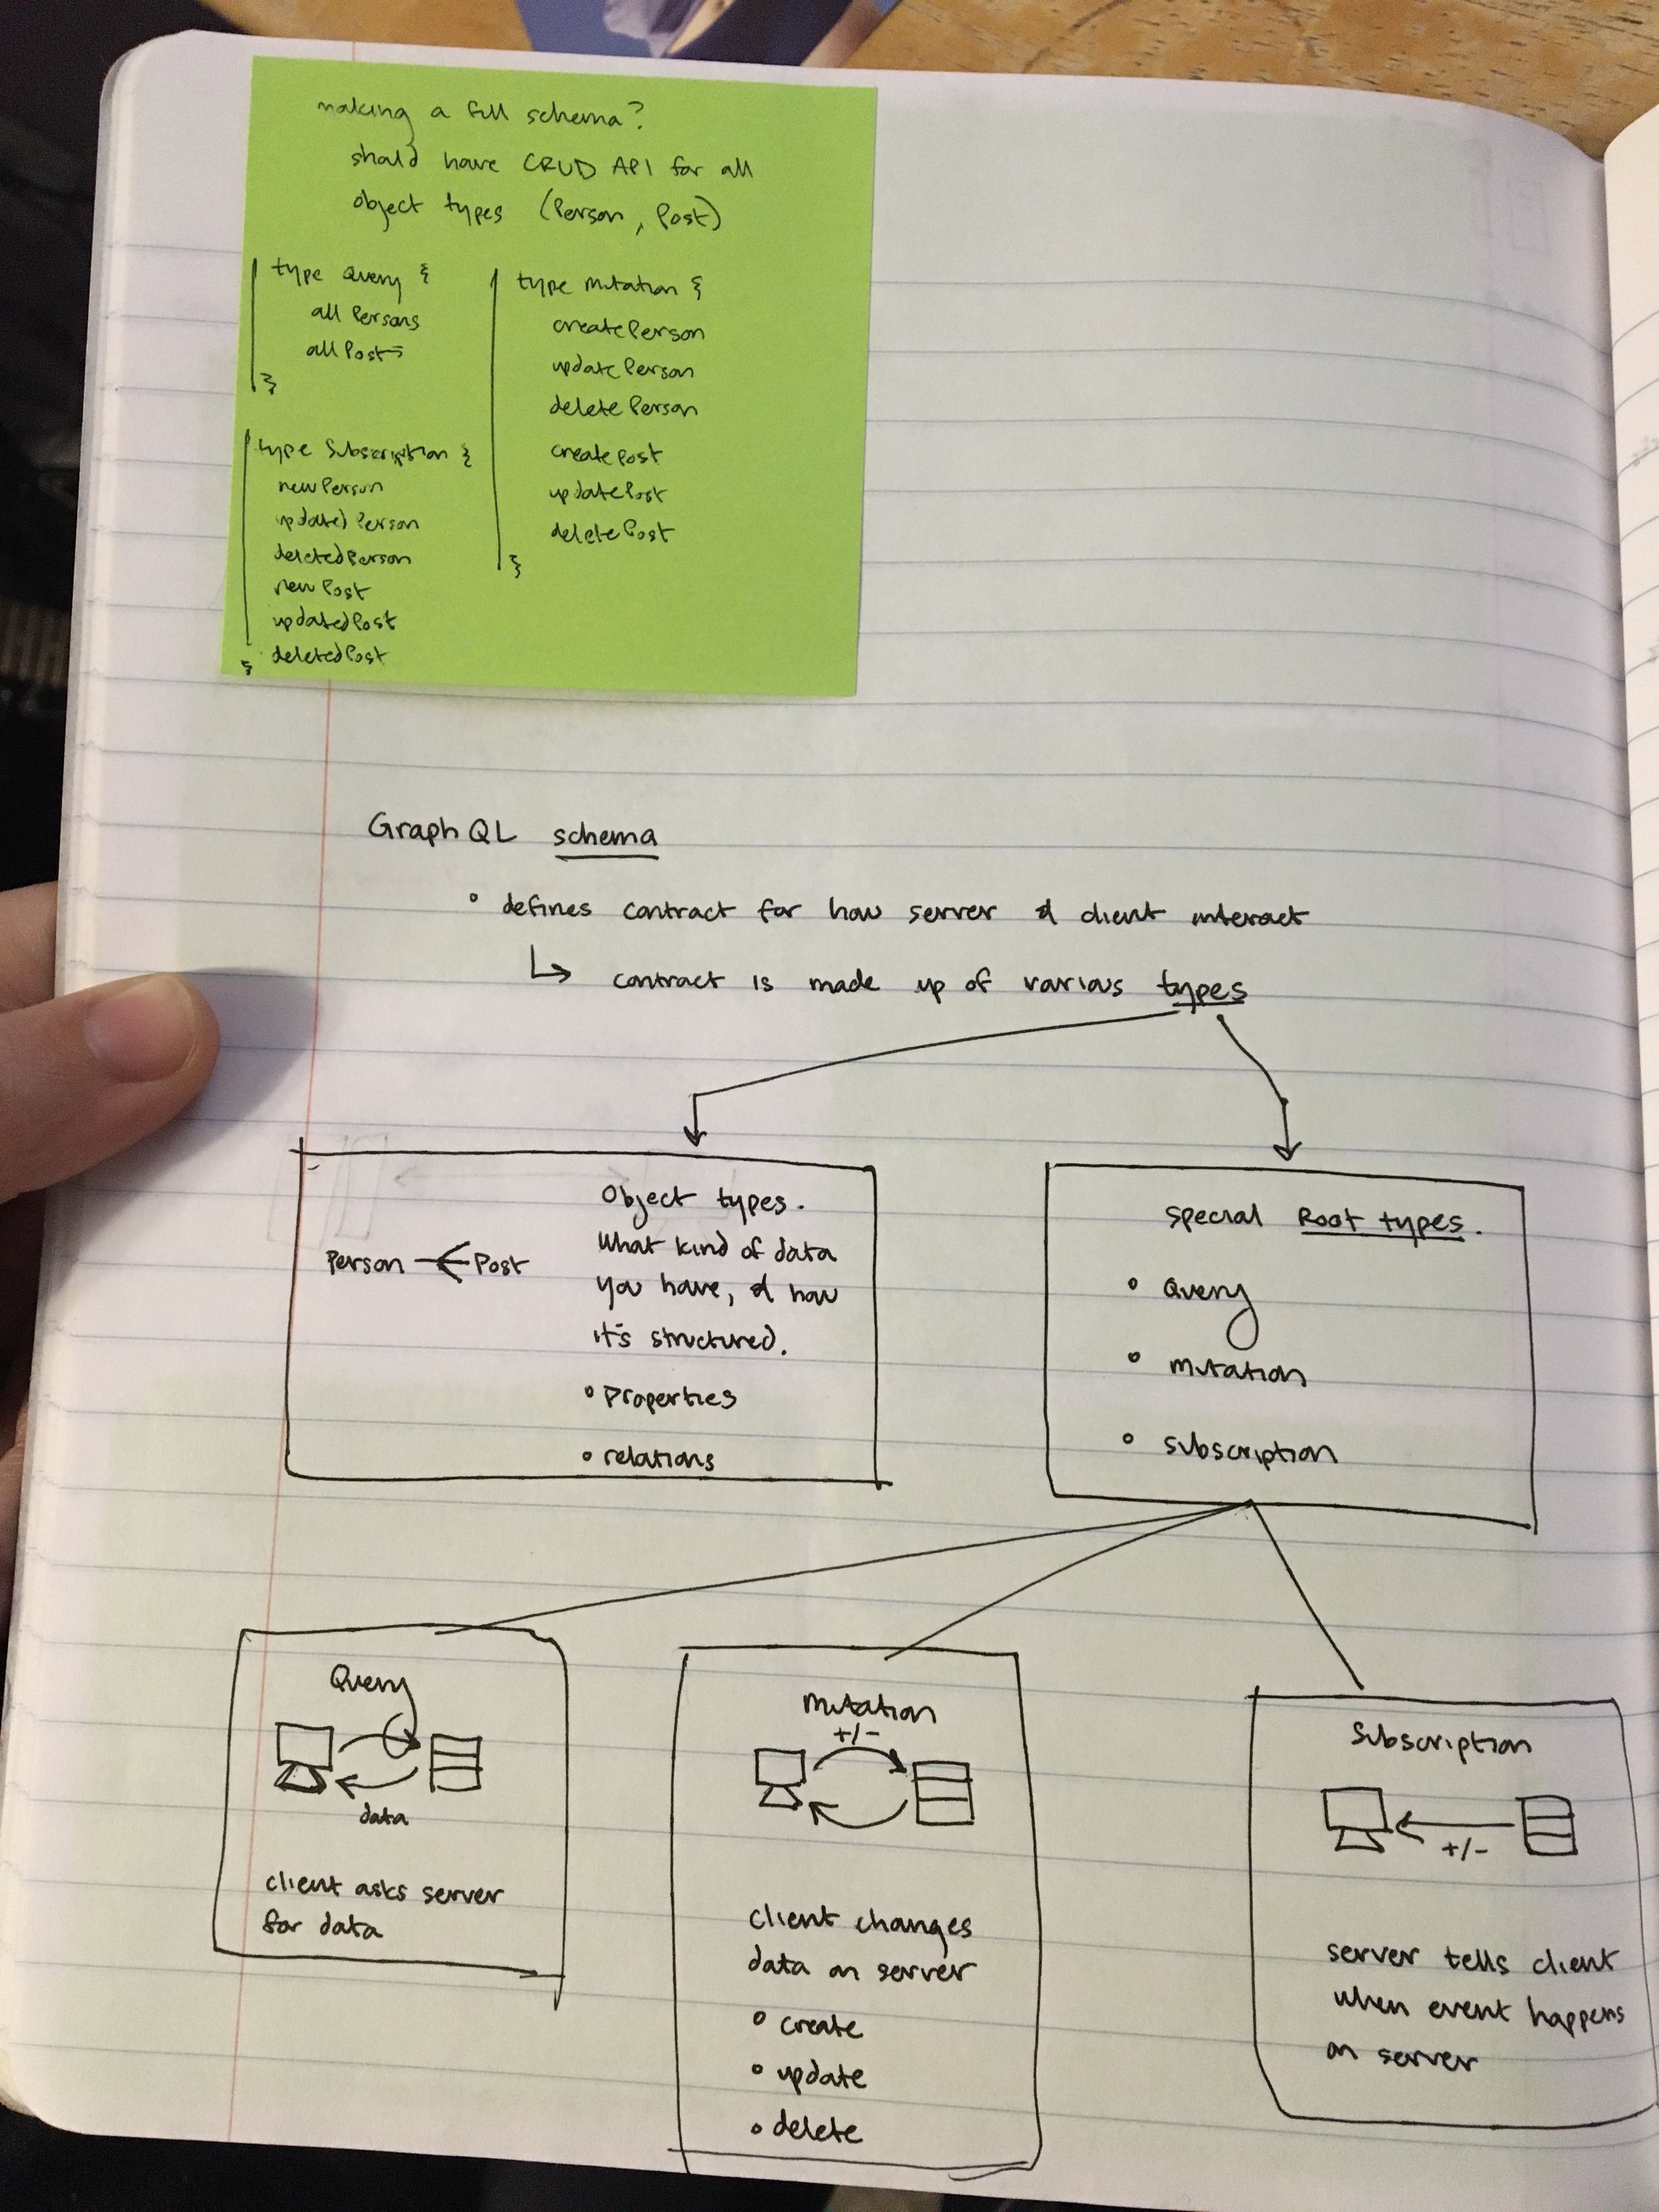 making a full schema?
should have CRUD API for all
object types (Person, Post)
type Query {
allPersons
allPosts
}
type Subscription {
newPerson
updatedPerson
deletedPerson
newPost
updatedPost
deletedPost
}
type Mutation {
createPerson
updatePerson
deletePerson
createPost
updatePost
deletePost
}
GraphQL schema
• defines contract for how server & client interact
↳ contract is made up of various types
Person Post
Object types.
What kind of data
you have, & how
it's structured.
• Properties
• relations
special Root types.
• Query
• mutation
• subscription
Query
data
client asks server
for data
Mutation
+/-
client changes
data on server
• create
• update
• delete
Subscription
+/-
server tells client
when event happens
on server